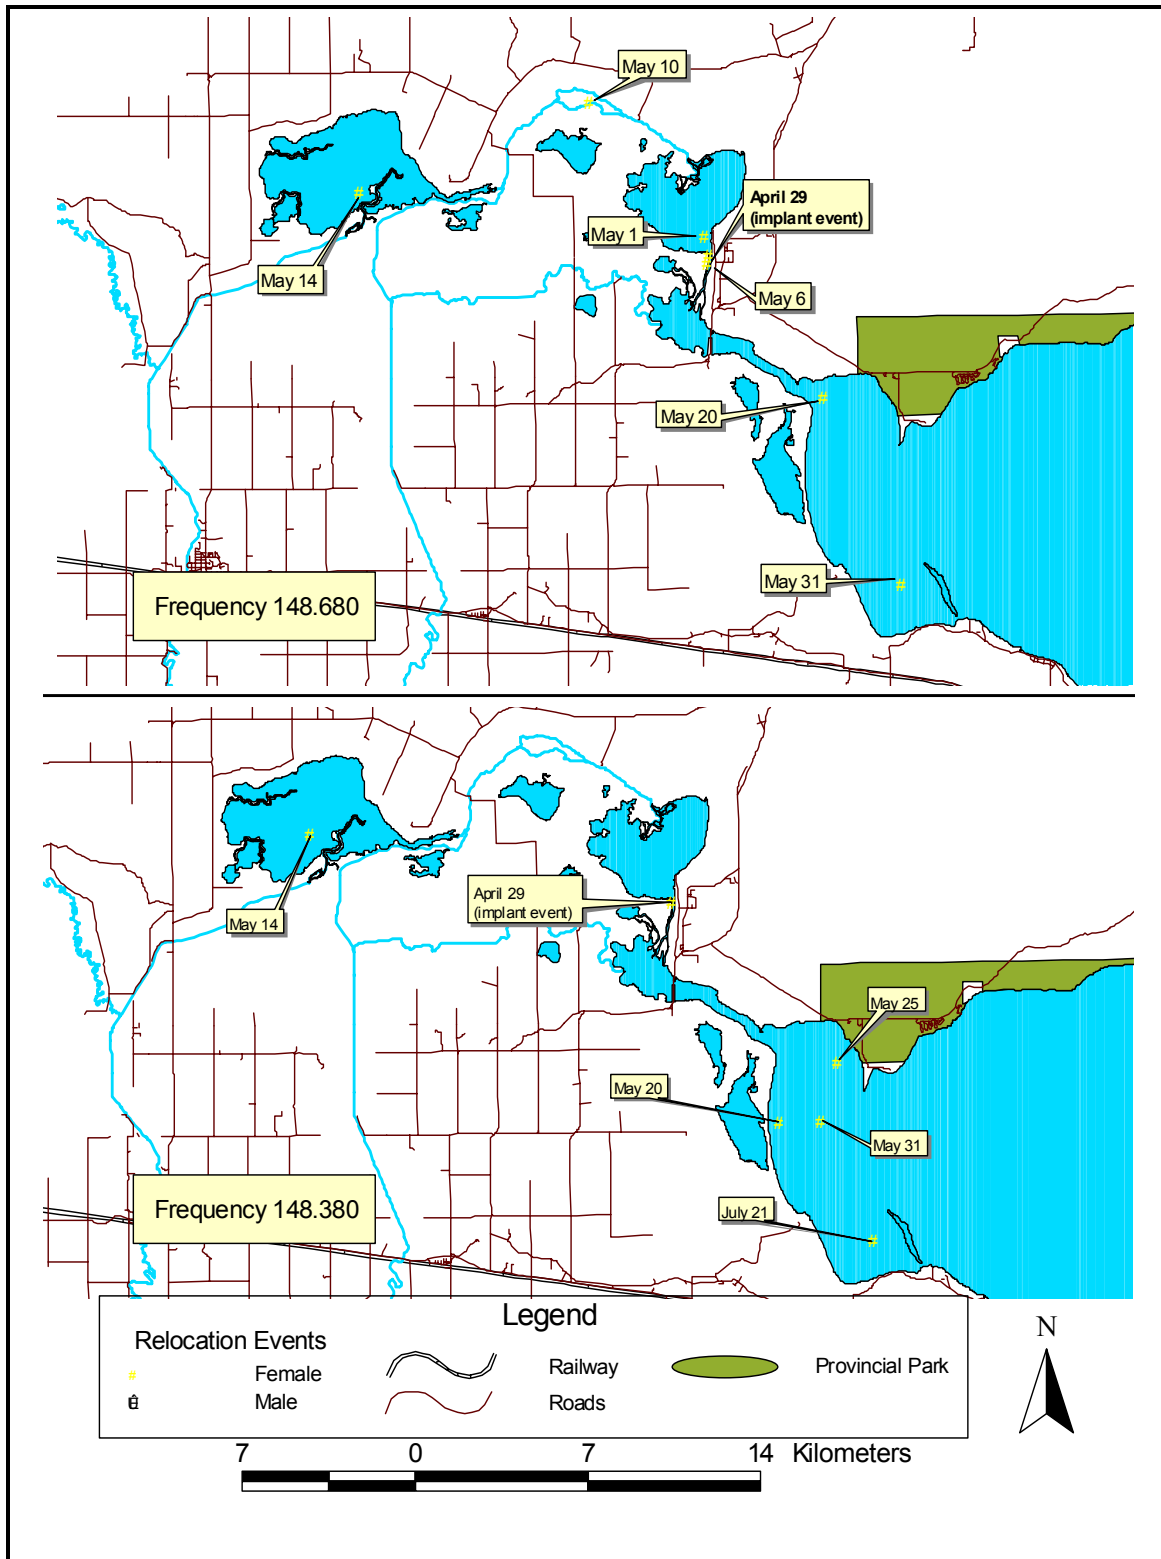 May 10
April 29
(implant event)
May 1
May 14
May 6
May 20
May 31
Frequency 148.680
April 29
(implant event)
May 14
May 25
May 20
May 31
July 21
Frequency 148.380
Legend
Relocation Events
Female
Railway
Provincial Park
Male
Roads
N
7 0 7 14 Kilometers